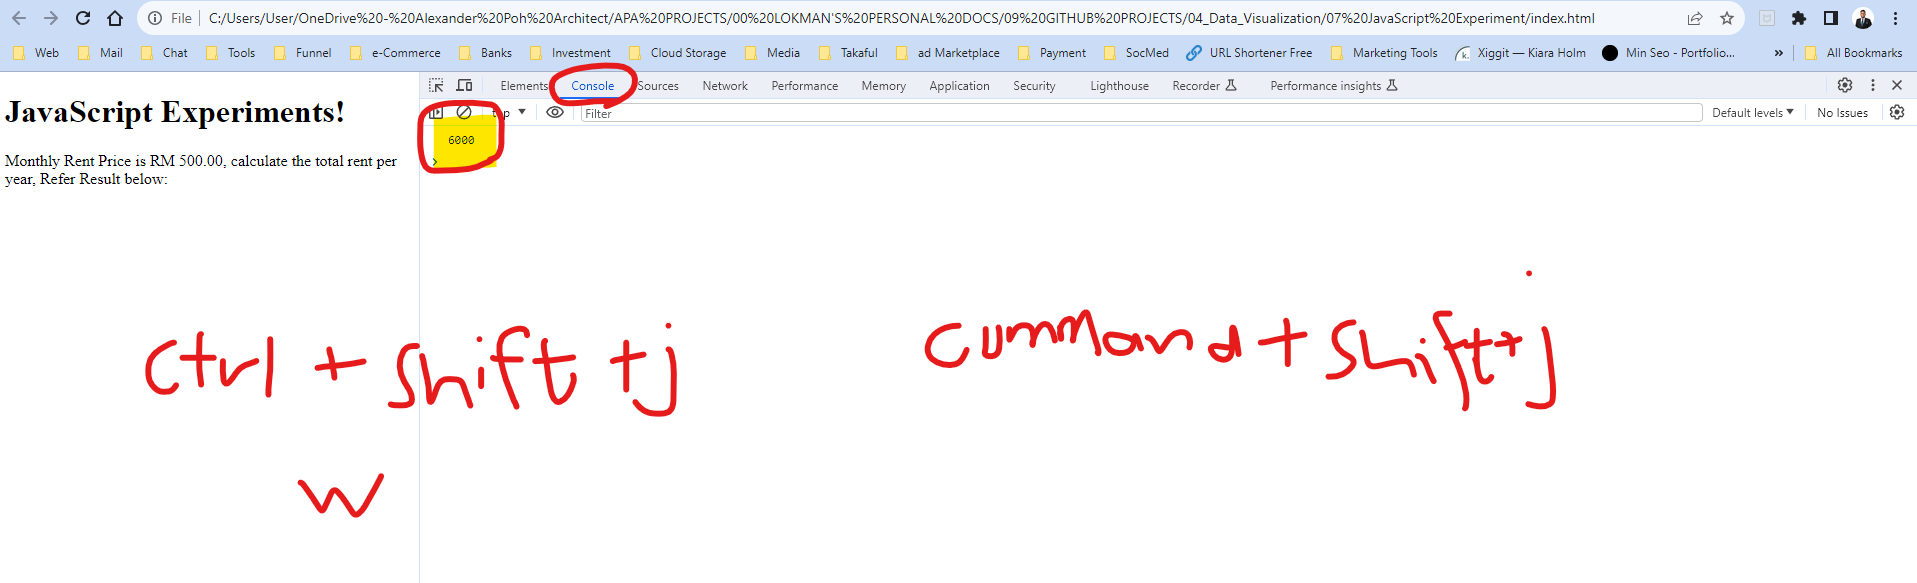 File C:/Users/User/OneDrive%20-%20Alexander%20Poh%20Architect/APA%20PROJECTS/00%20LOKMAN'S%20PERSONAL%20DOCS/09%20GITHUB%20PROJECTS/04_Data_Visualization/07%20JavaScript%20Experiment/index.html
Web Mail Chat Tools Funnel e-Commerce Banks Investment Cloud Storage Media Takaful ad Marketplace Payment SocMed URL Shortener Free Marketing Tools k. Xiggit — Kiara Holm Min Seo - Portfolio... » All Bookmarks
Elements Console Sources Network Performance Memory Application Security Lighthouse Recorder Performance insights
top Filter Default levels No Issues
JavaScript Experiments!
6000
Monthly Rent Price is RM 500.00, calculate the total rent per
year, Refer Result below:
Ctrl + shift + j
cummand + shift + j
w